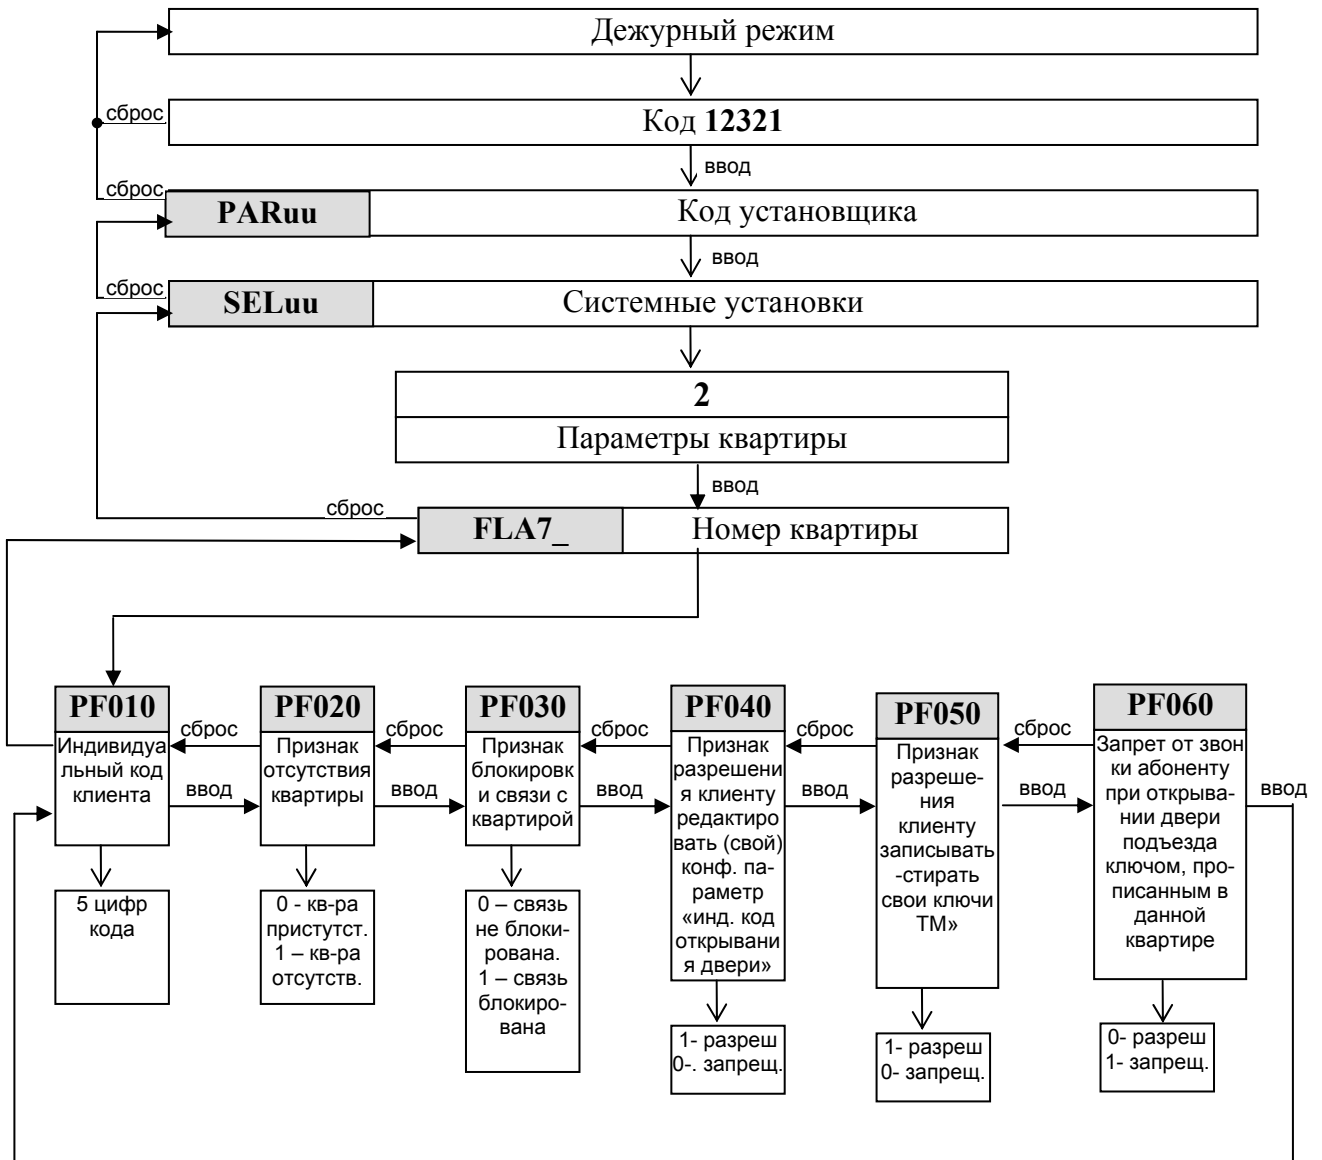 Дежурный режим
сброс
Код 12321
ввод
сброс
PARuu
Код установщика
ввод
сброс
SELuu
Системные установки
2
Параметры квартиры
ввод
сброс
FLA7_
Номер квартиры
PF010
Индивидуа
льный код
клиента
сброс
ввод
PF020
Признак
отсутствия
квартиры
сброс
ввод
PF030
Признак
блокировк
и связи с
квартирой
сброс
ввод
PF040
Признак
разрешени
я клиенту
редактиро
вать (свой)
конф. па-
раметр
«инд. код
открывани
я двери»
сброс
ввод
PF050
Признак
разреше-
ния
клиенту
записывать
-стирать
свои ключи
ТМ»
сброс
ввод
PF060
Запрет от звон
ки абоненту
при открыва-
нии двери
подъезда
ключом, про-
писанным в
данной
квартире
ввод
5 цифр
кода
0 - кв-ра
пристутст.
1 – кв-ра
отсутств.
0 – связь
не блоки-
рована.
1 – связь
блокиро-
вана
1- разреш
0-. запрещ.
1- разреш
0- запрещ.
0- разреш
1- запрещ.